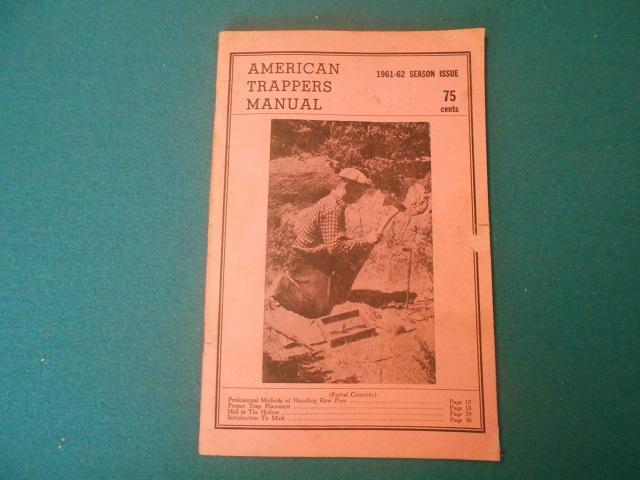 AMERICAN
TRAPPERS
MANUAL
1961-62 SEASON ISSUE
75
cents
(Partial Contents)
Professional Methods of Handling Raw Furs Page 10
Proper Trap Placement Page 18
Hell in The Hollow Page 29
Introduction To Mink Page 36